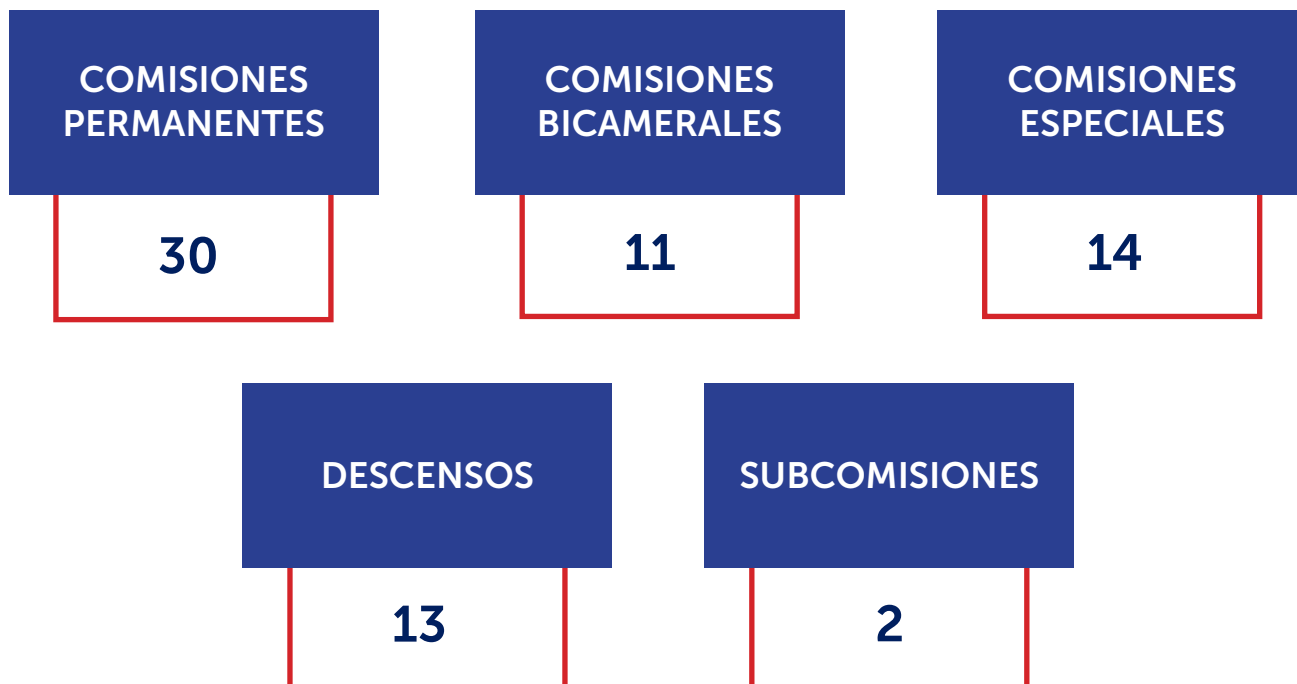 COMISIONES
PERMANENTES
30
COMISIONES
BICAMERALES
11
COMISIONES
ESPECIALES
14
DESCENSOS
13
SUBCOMISIONES
2